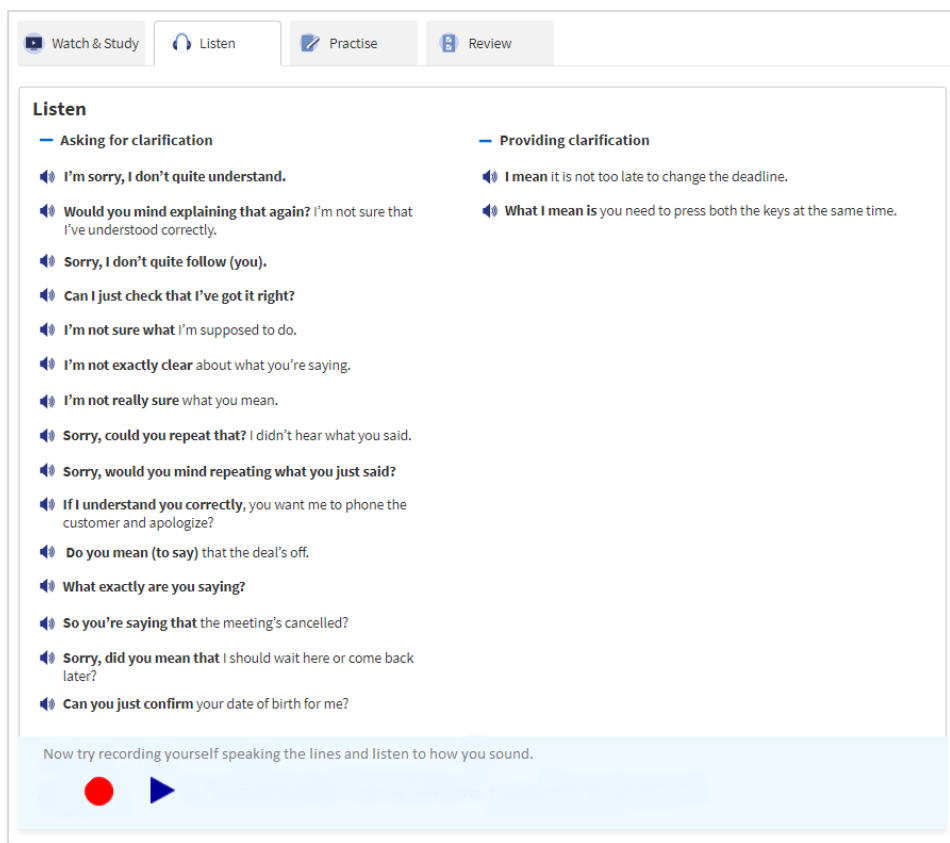 Watch & Study
Listen
Practise
Review
Listen
Asking for clarification
I'm sorry, I don't quite understand.
Would you mind explaining that again? I'm not sure that
I've understood correctly.
Sorry, I don't quite follow (you).
Can I just check that I've got it right?
I'm not sure what I'm supposed to do.
I'm not exactly clear about what you're saying.
I'm not really sure what you mean.
Sorry, could you repeat that? I didn't hear what you said.
Sorry, would you mind repeating what you just said?
If I understand you correctly, you want me to phone the
customer and apologize?
Do you mean (to say) that the deal's off.
What exactly are you saying?
So you're saying that the meeting's cancelled?
Sorry, did you mean that I should wait here or come back
later?
Can you just confirm your date of birth for me?
Providing clarification
I mean it is not too late to change the deadline.
What I mean is you need to press both the keys at the same time.
Now try recording yourself speaking the lines and listen to how you sound.